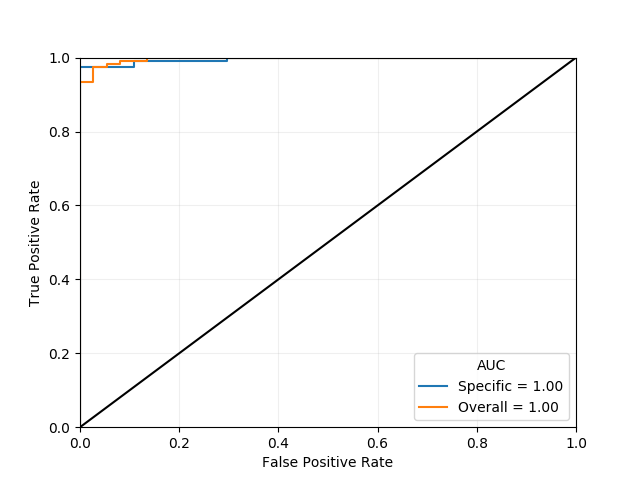 1.0
0.8
0.6
0.4
0.2
0.0
True Positive Rate
AUC
Specific = 1.00
Overall = 1.00
0.0 0.2 0.4 0.6 0.8 1.0
False Positive Rate